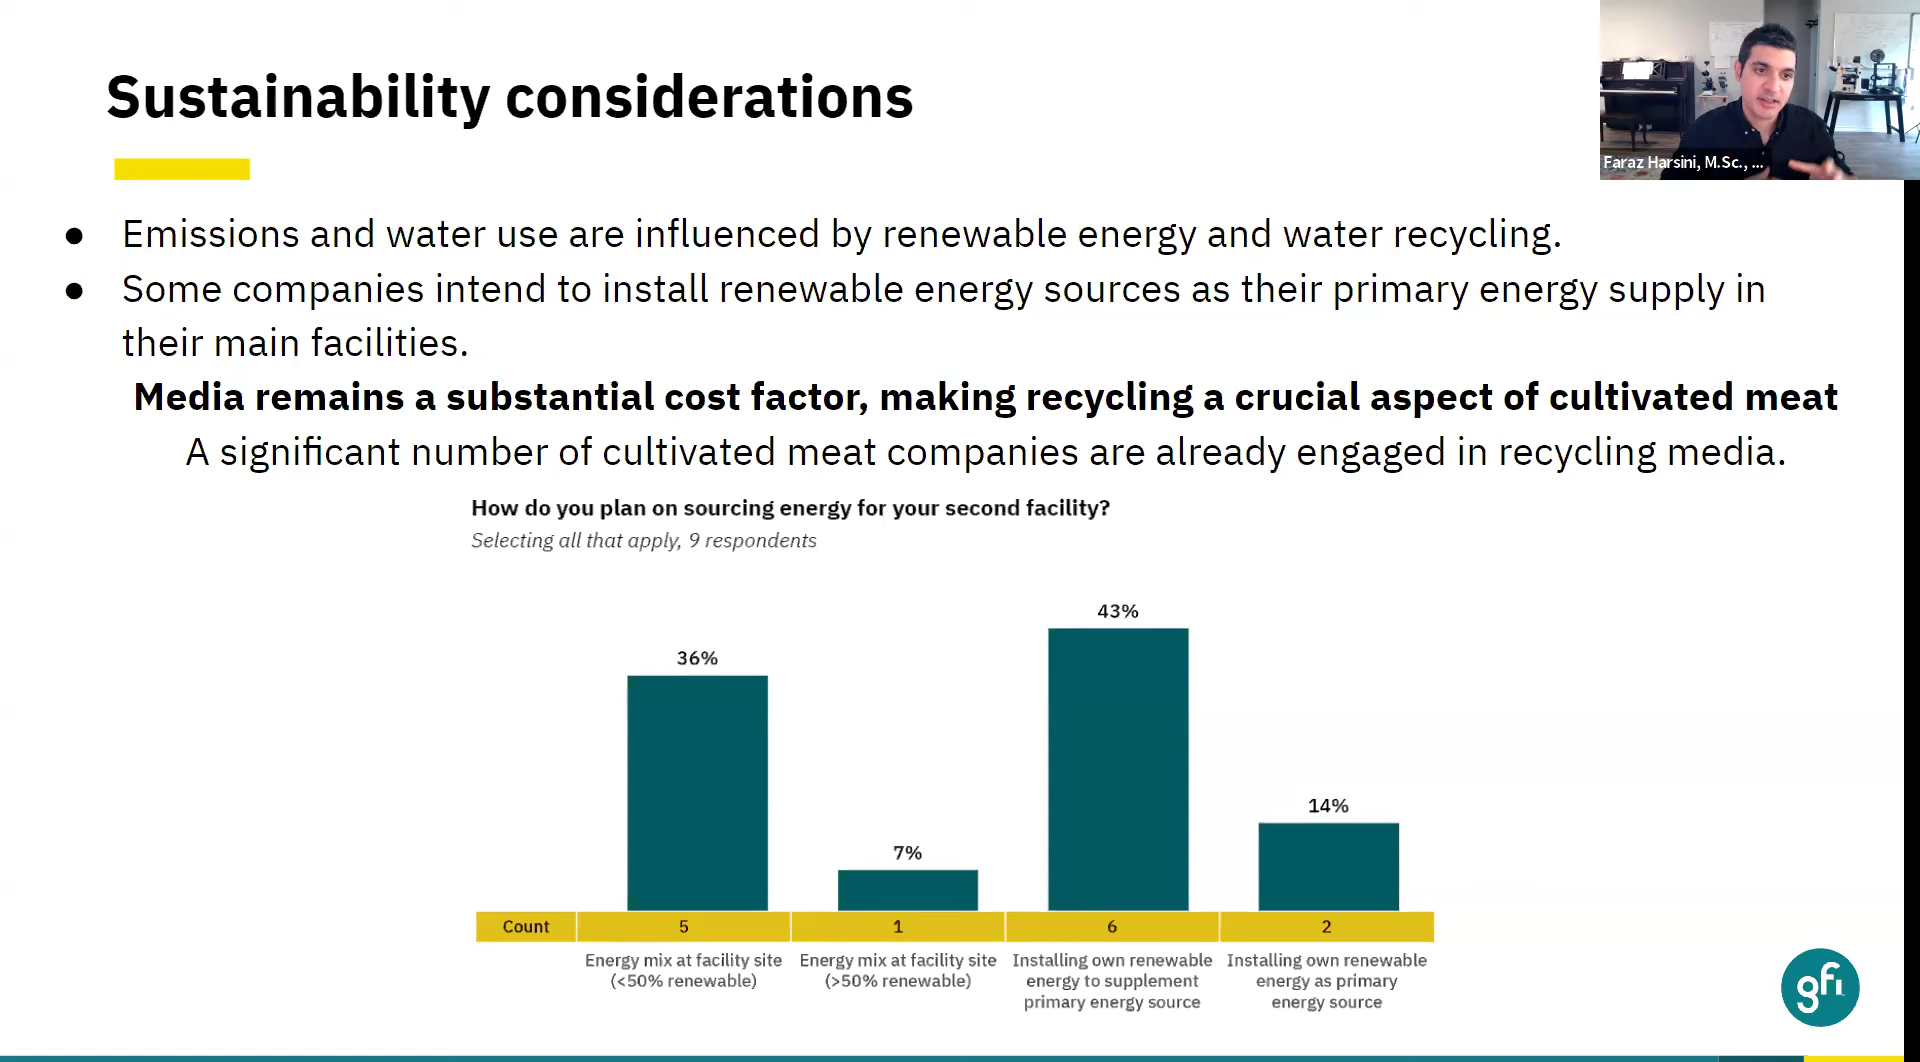 Sustainability considerations
Faraz Harsini, M.Sc., ...
● Emissions and water use are influenced by renewable energy and water recycling.
● Some companies intend to install renewable energy sources as their primary energy supply in
their main facilities.
Media remains a substantial cost factor, making recycling a crucial aspect of cultivated meat
A significant number of cultivated meat companies are already engaged in recycling media.
How do you plan on sourcing energy for your second facility?
Selecting all that apply, 9 respondents
36%
7%
43%
14%
Count 5 1 6 2
Energy mix at facility site
(<50% renewable)
Energy mix at facility site
(>50% renewable)
Installing own renewable
energy to supplement
primary energy source
Installing own renewable
energy as primary
energy source
gfi